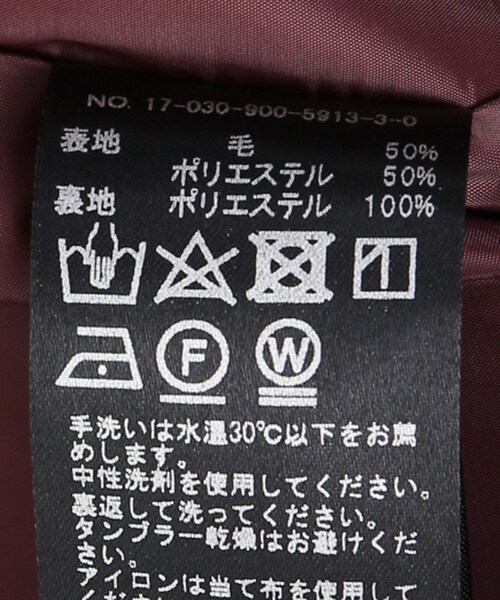 NO. 17-030-900-5913-3--0
表地 毛 50%
ポリエステル 50%
裏地 ポリエステル 100%
F W
手洗いは水温30℃以下をお薦
めします。
中性洗剤を使用してください。
裏返して洗ってください。
タンブラー乾燥はお避けくだ
さい。
アイロンは当て布を使用して